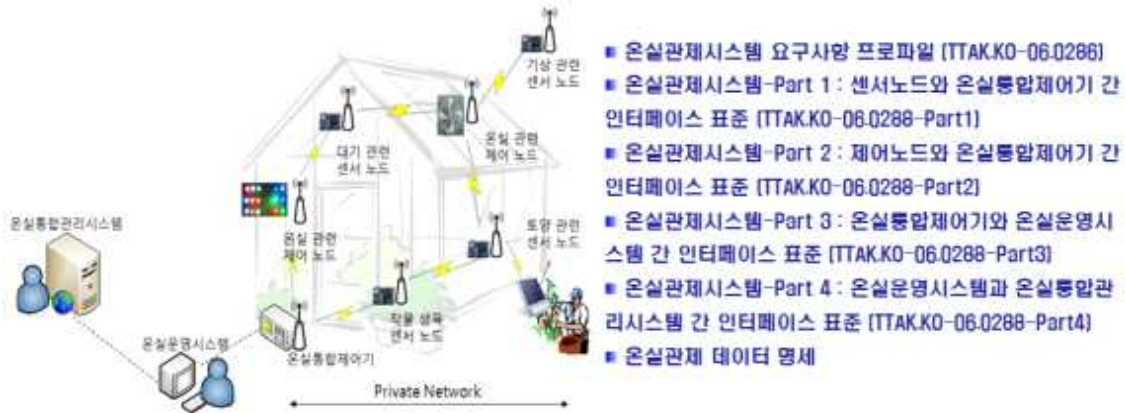 기상 관련
센서 노드
온실 관련
제어 노드
대기 관련
센서 노드
온실통합관리시스템
온실 관련
제어 노드
토양 관련
센서 노드
작물 생육
센서 노드
온실통합제어기
온실운영시스템
Private Network
■ 온실관제시스템 요구사항 프로파일 (TTAK.KO-06.0286)
■ 온실관제시스템-Part 1 : 센서노드와 온실통합제어기 간
인터페이스 표준 (TTAK.KO-06.0288-Part1)
■ 온실관제시스템-Part 2 : 제어노드와 온실통합제어기 간
인터페이스 표준 (TTAK.KO-06.0288-Part2)
■ 온실관제시스템-Part 3 : 온실통합제어기와 온실운영시
스템 간 인터페이스 표준 (TTAK.KO-06.0288-Part3)
■ 온실관제시스템-Part 4 : 온실운영시스템과 온실통합관
리시스템 간 인터페이스 표준 (TTAK.KO-06.0288-Part4)
■ 온실관제 데이터 명세